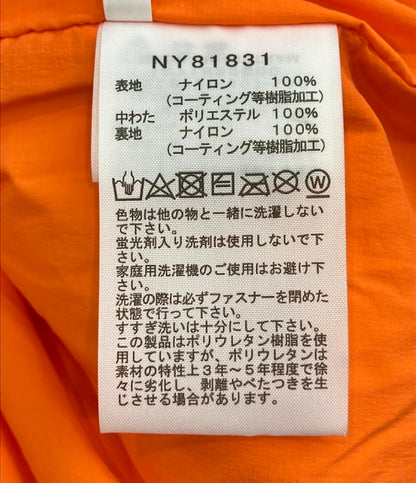 NY81831
表地 ナイロン 100%
(コーティング等樹脂加工)
中わた ポリエステル 100%
裏地 ナイロン 100%
(コーティング等樹脂加工)
色物は他の物と一緒に洗濯しない
で下さい。
蛍光剤入り洗剤は使用しないで下
さい。
家庭用洗濯機のご使用はお避け下
さい。
洗濯の際は必ずファスナーを閉めた
状態で行って下さい。
すすぎ洗いは十分にして下さい。
この製品はポリウレタン樹脂を使
用していますが、ポリウレタンは
素材の特性上3年~5年程度で徐
々に劣化し、剥離やべたつきを生
じさせる場合があります。